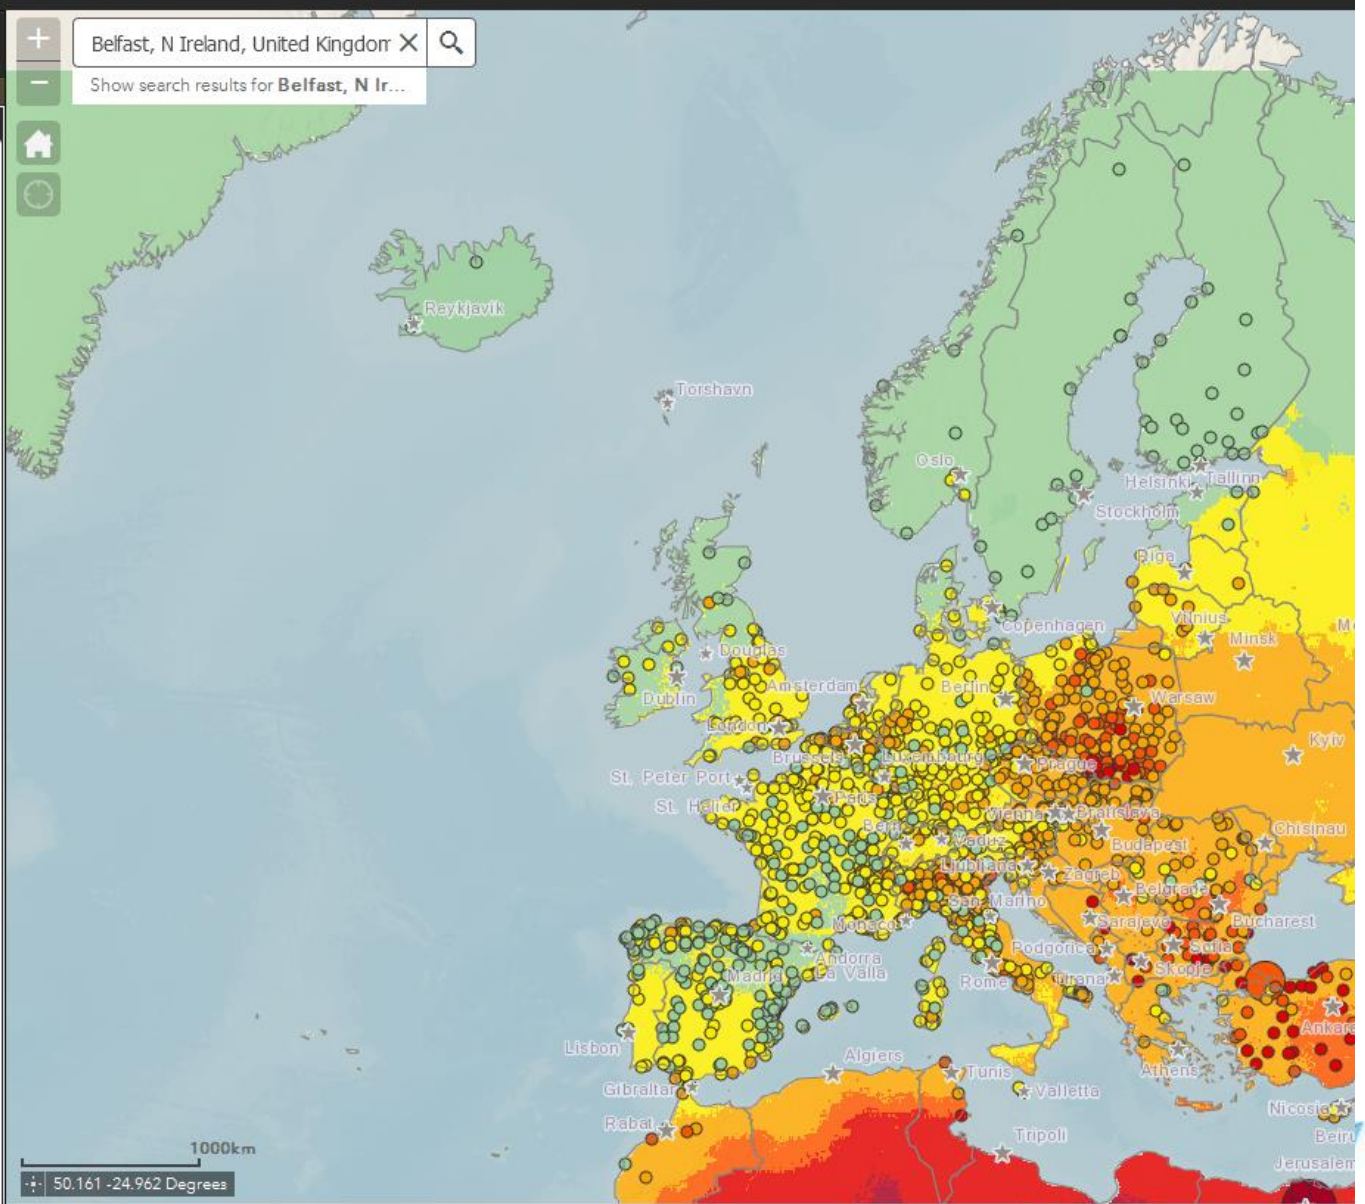 +
Belfast, N Ireland, United Kingdom
−
Show search results for Belfast, N Ir...
Reykjavik
Torshavn
Oslo
Helsinki
Tallinn
Stockholm
Riga
Copenhagen
Vilnius
Minsk
Douglas
Dublin
Amsterdam
Berlin
Warsaw
London
Kyiv
Brussels
Luxembourg
Prague
St. Peter Port
St. Helier
Paris
Vienna
Bratislava
Bern
Vaduz
Budapest
Chisinau
Ljubljana
Zagreb
San Marino
Belgrade
Monaco
Sarajevo
Bucharest
Andorra
La Valla
Podgorica
Sofia
Madrid
Rome
Tirana
Skopje
Ankara
Lisbon
Algiers
Athens
Gibraltar
Tunis
Valletta
Nicosia
Rabat
Tripoli
Beiru
1000km
Jerusalem
50.161 -24.962 Degrees